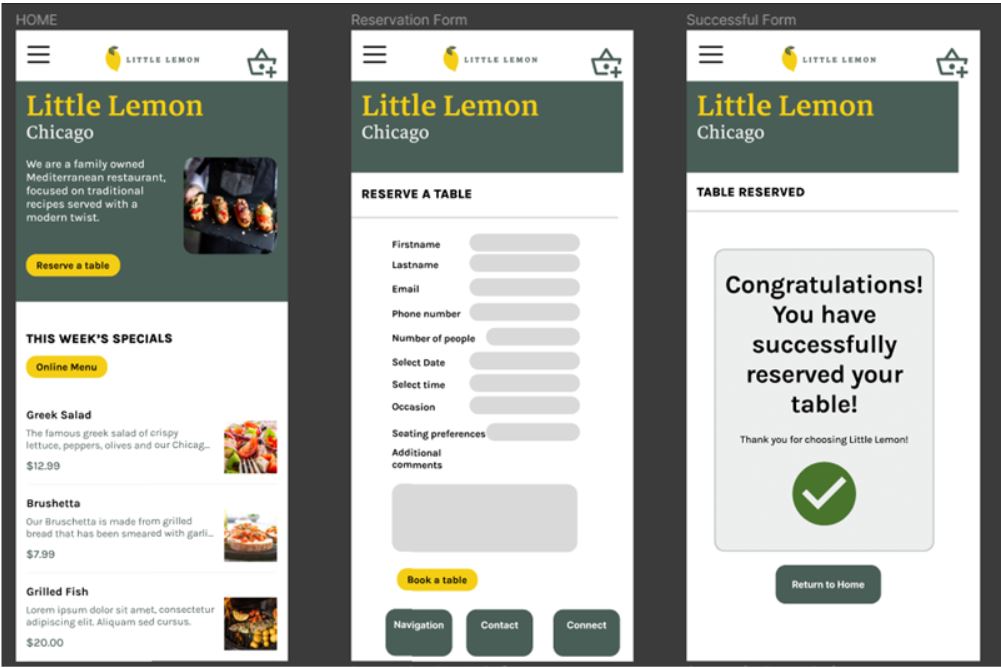 HOME
LITTLE LEMON
Little Lemon
Chicago
We are a family owned
Mediterranean restaurant,
focused on traditional
recipes served with a
modern twist.
Reserve a table
THIS WEEK'S SPECIALS
Online Menu
Greek Salad
The famous greek salad of crispy
lettuce, peppers, olives and our Chicag...
$12.99
Brushetta
Our Bruschetta is made from grilled
bread that has been smeared with garli...
$7.99
Grilled Fish
Lorem ipsum dolor sit amet, consectetur
adipiscing elit. Aliquam sed cursus.
$20.00
Reservation Form
LITTLE LEMON
Little Lemon
Chicago
RESERVE A TABLE
Firstname
Lastname
Email
Phone number
Number of people
Select Date
Select time
Occasion
Seating preferences
Additional
comments
Book a table
Navigation
Contact
Connect
Successful Form
LITTLE LEMON
Little Lemon
Chicago
TABLE RESERVED
Congratulations!
You have
successfully
reserved your
table!
Thank you for choosing Little Lemon!
Return to Home